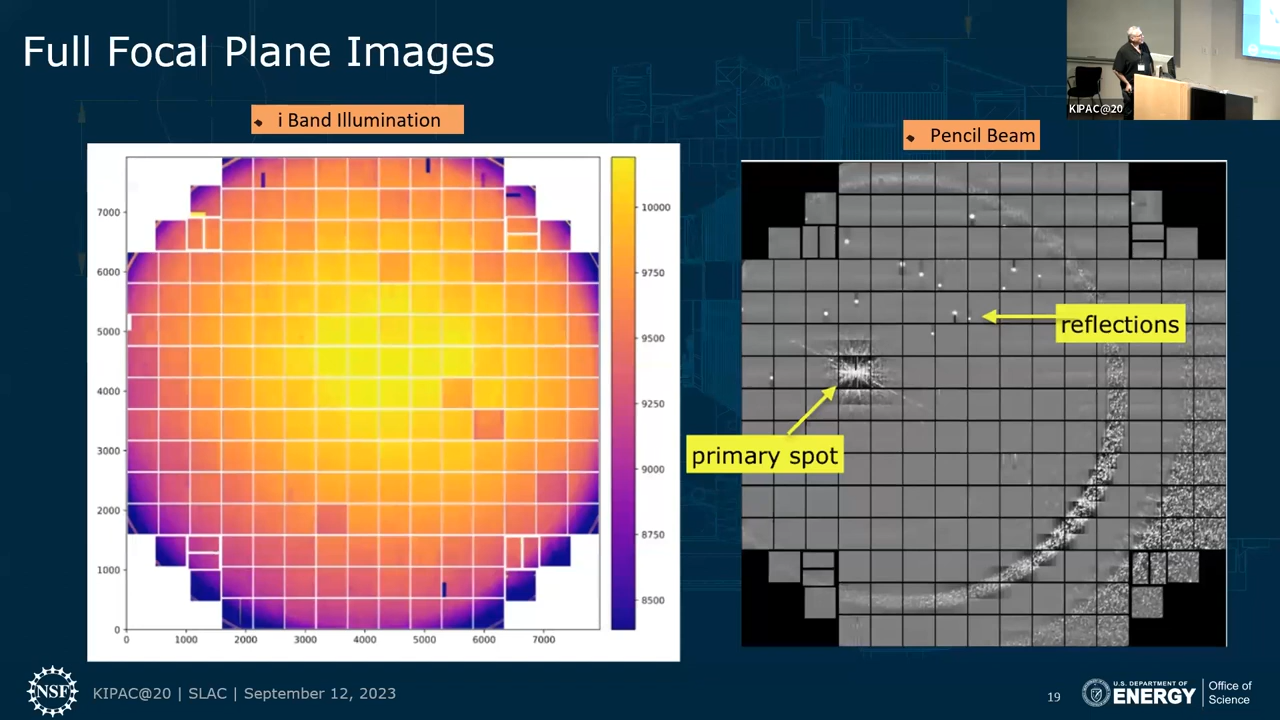 Full Focal Plane Images
KIPAC@20
i Band Illumination
Pencil Beam
7000
6000
5000
4000
3000
2000
1000
0
0 1000 2000 3000 4000 5000 6000 7000
10000
9750
9500
9250
9000
8750
8500
reflections
primary spot
NSF
KIPAC@20 | SLAC | September 12, 2023
19
U.S. DEPARTMENT OF
ENERGY
Office of
Science